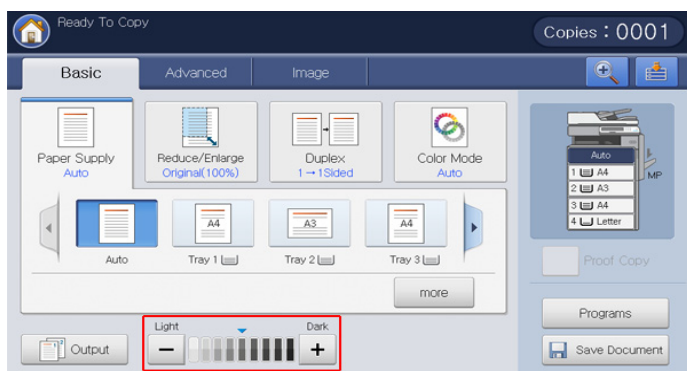 Ready To Copy
Copies : 0001
Basic
Advanced
Image
Paper Supply
Auto
Reduce/Enlarge
Original(100%)
Duplex
1→1Sided
Color Mode
Auto
Auto
A4
Tray 1
A3
Tray 2
A4
Tray 3
more
Auto
1 A4
2 A3
3 A4
4 Letter
MP
Proof Copy
Programs
Save Document
Output
Light
Dark